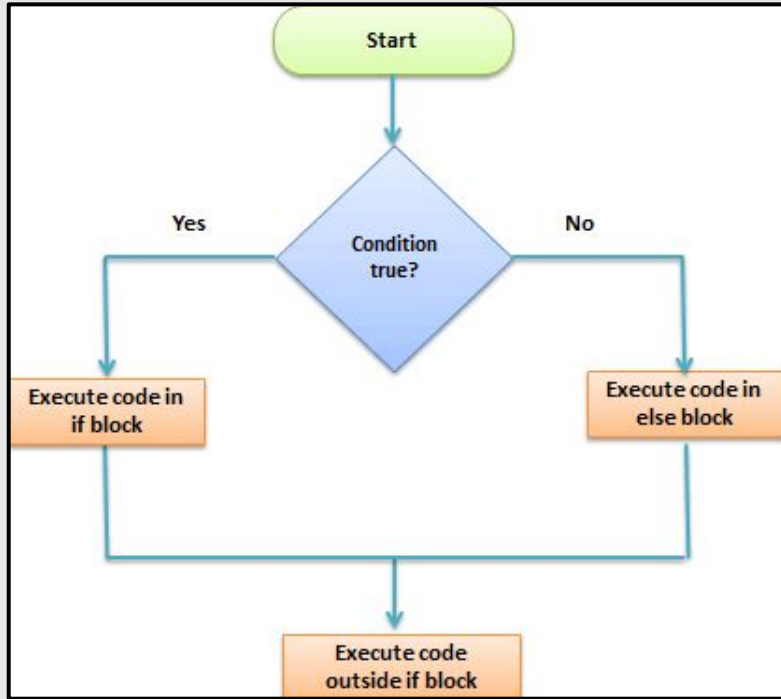 Start
Condition
true?
Yes
No
Execute code in
if block
Execute code in
else block
Execute code
outside if block